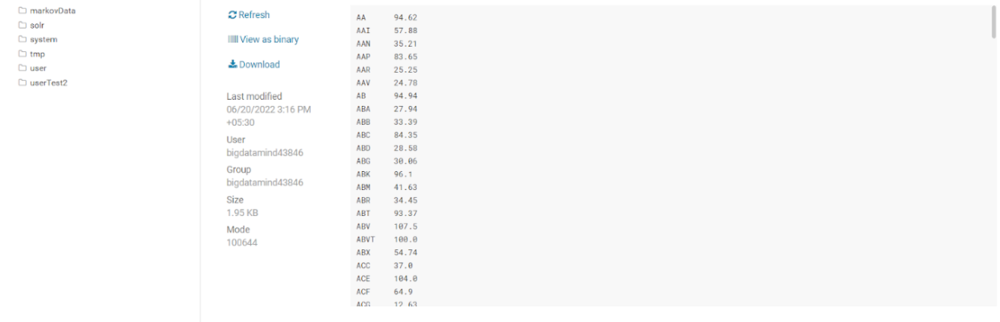 markovData
solr
system
tmp
user
userTest2
Refresh
View as binary
Download
Last modified
06/20/2022 3:16 PM
+05:30
User
bigdatamind43846
Group
bigdatamind43846
Size
1.95 KB
Mode
100644
AA 94.62
AAI 57.88
AAN 35.21
AAP 83.65
AAR 25.25
AAV 24.78
AB 94.94
ABA 27.94
ABB 33.39
ABC 84.35
ABD 28.58
ABG 30.06
ABK 96.1
ABM 41.63
ABR 34.45
ABT 93.37
ABV 107.5
ABVT 100.0
ABX 54.74
ACC 37.0
ACE 104.0
ACF 64.9
ACG 12.63